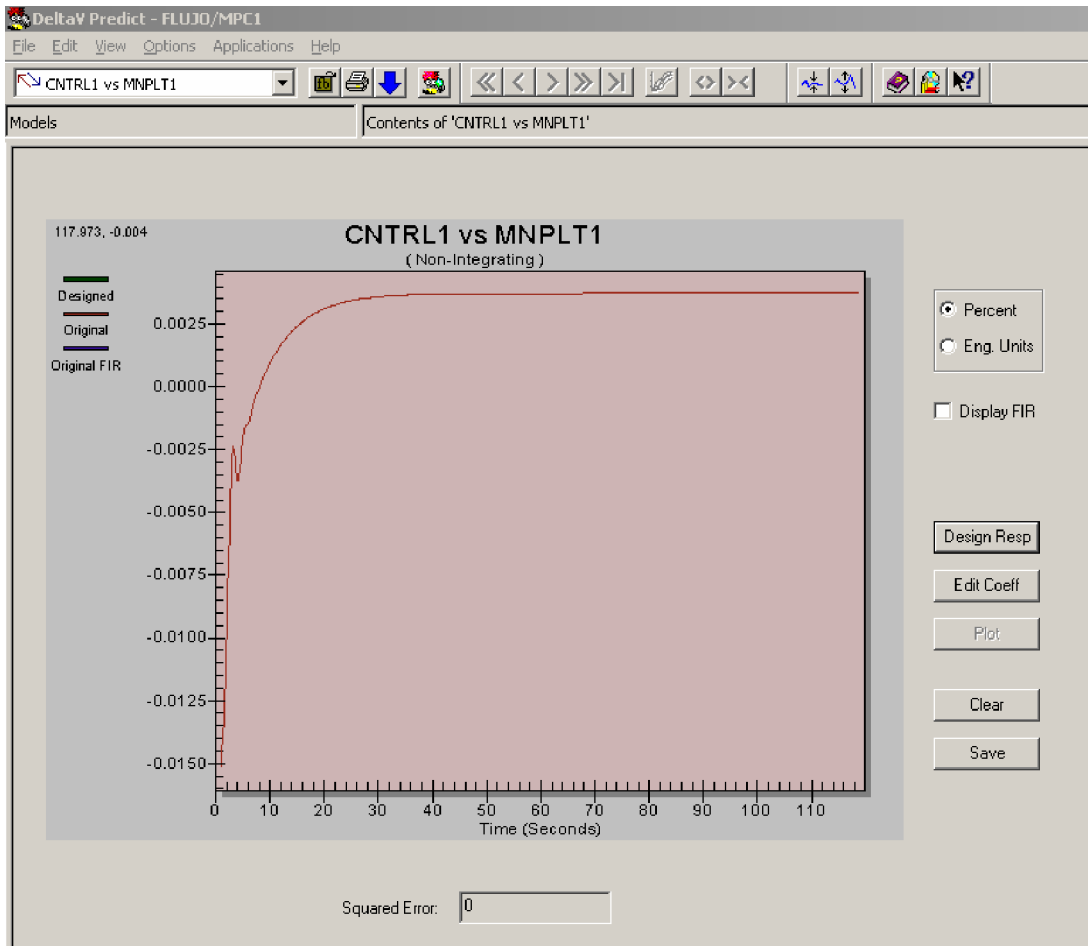 DeltaV Predict - FLUJO/MPC1
File Edit View Options Applications Help
CNTRL1 vs MNPLT1
Models
Contents of 'CNTRL1 vs MNPLT1'
117.973, -0.004
CNTRL1 vs MNPLT1
( Non-Integrating )
Designed
Original
Original FIR
0.0025
0.0000
-0.0025
-0.0050
-0.0075
-0.0100
-0.0125
-0.0150
0 10 20 30 40 50 60 70 80 90 100 110
Time (Seconds)
Percent
Eng. Units
Display FIR
Design Resp
Edit Coeff
Plot
Clear
Save
Squared Error: 0